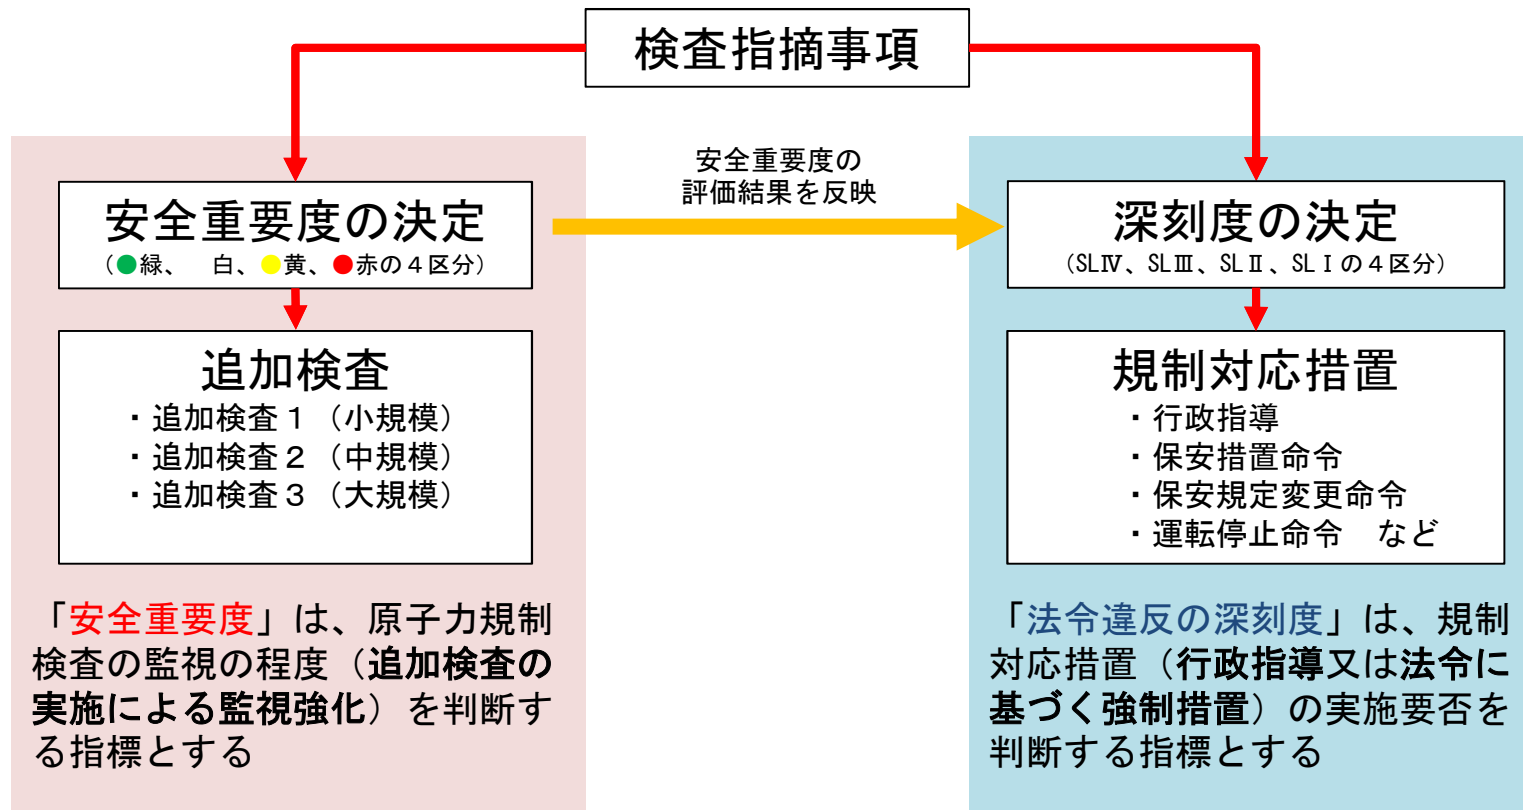 検査指摘事項
安全重要度の
評価結果を反映
安全重要度の決定
（●緑、　白、●黄、●赤の４区分）
追加検査
・追加検査１（小規模）
・追加検査２（中規模）
・追加検査３（大規模）
「安全重要度」は、原子力規制
検査の監視の程度（追加検査の
実施による監視強化）を判断す
る指標とする
深刻度の決定
（SLⅣ、SLⅢ、SLⅡ、SLⅠの４区分）
規制対応措置
・行政指導
・保安措置命令
・保安規定変更命令
・運転停止命令　など
「法令違反の深刻度」は、規制
対応措置（行政指導又は法令に
基づく強制措置）の実施要否を
判断する指標とする